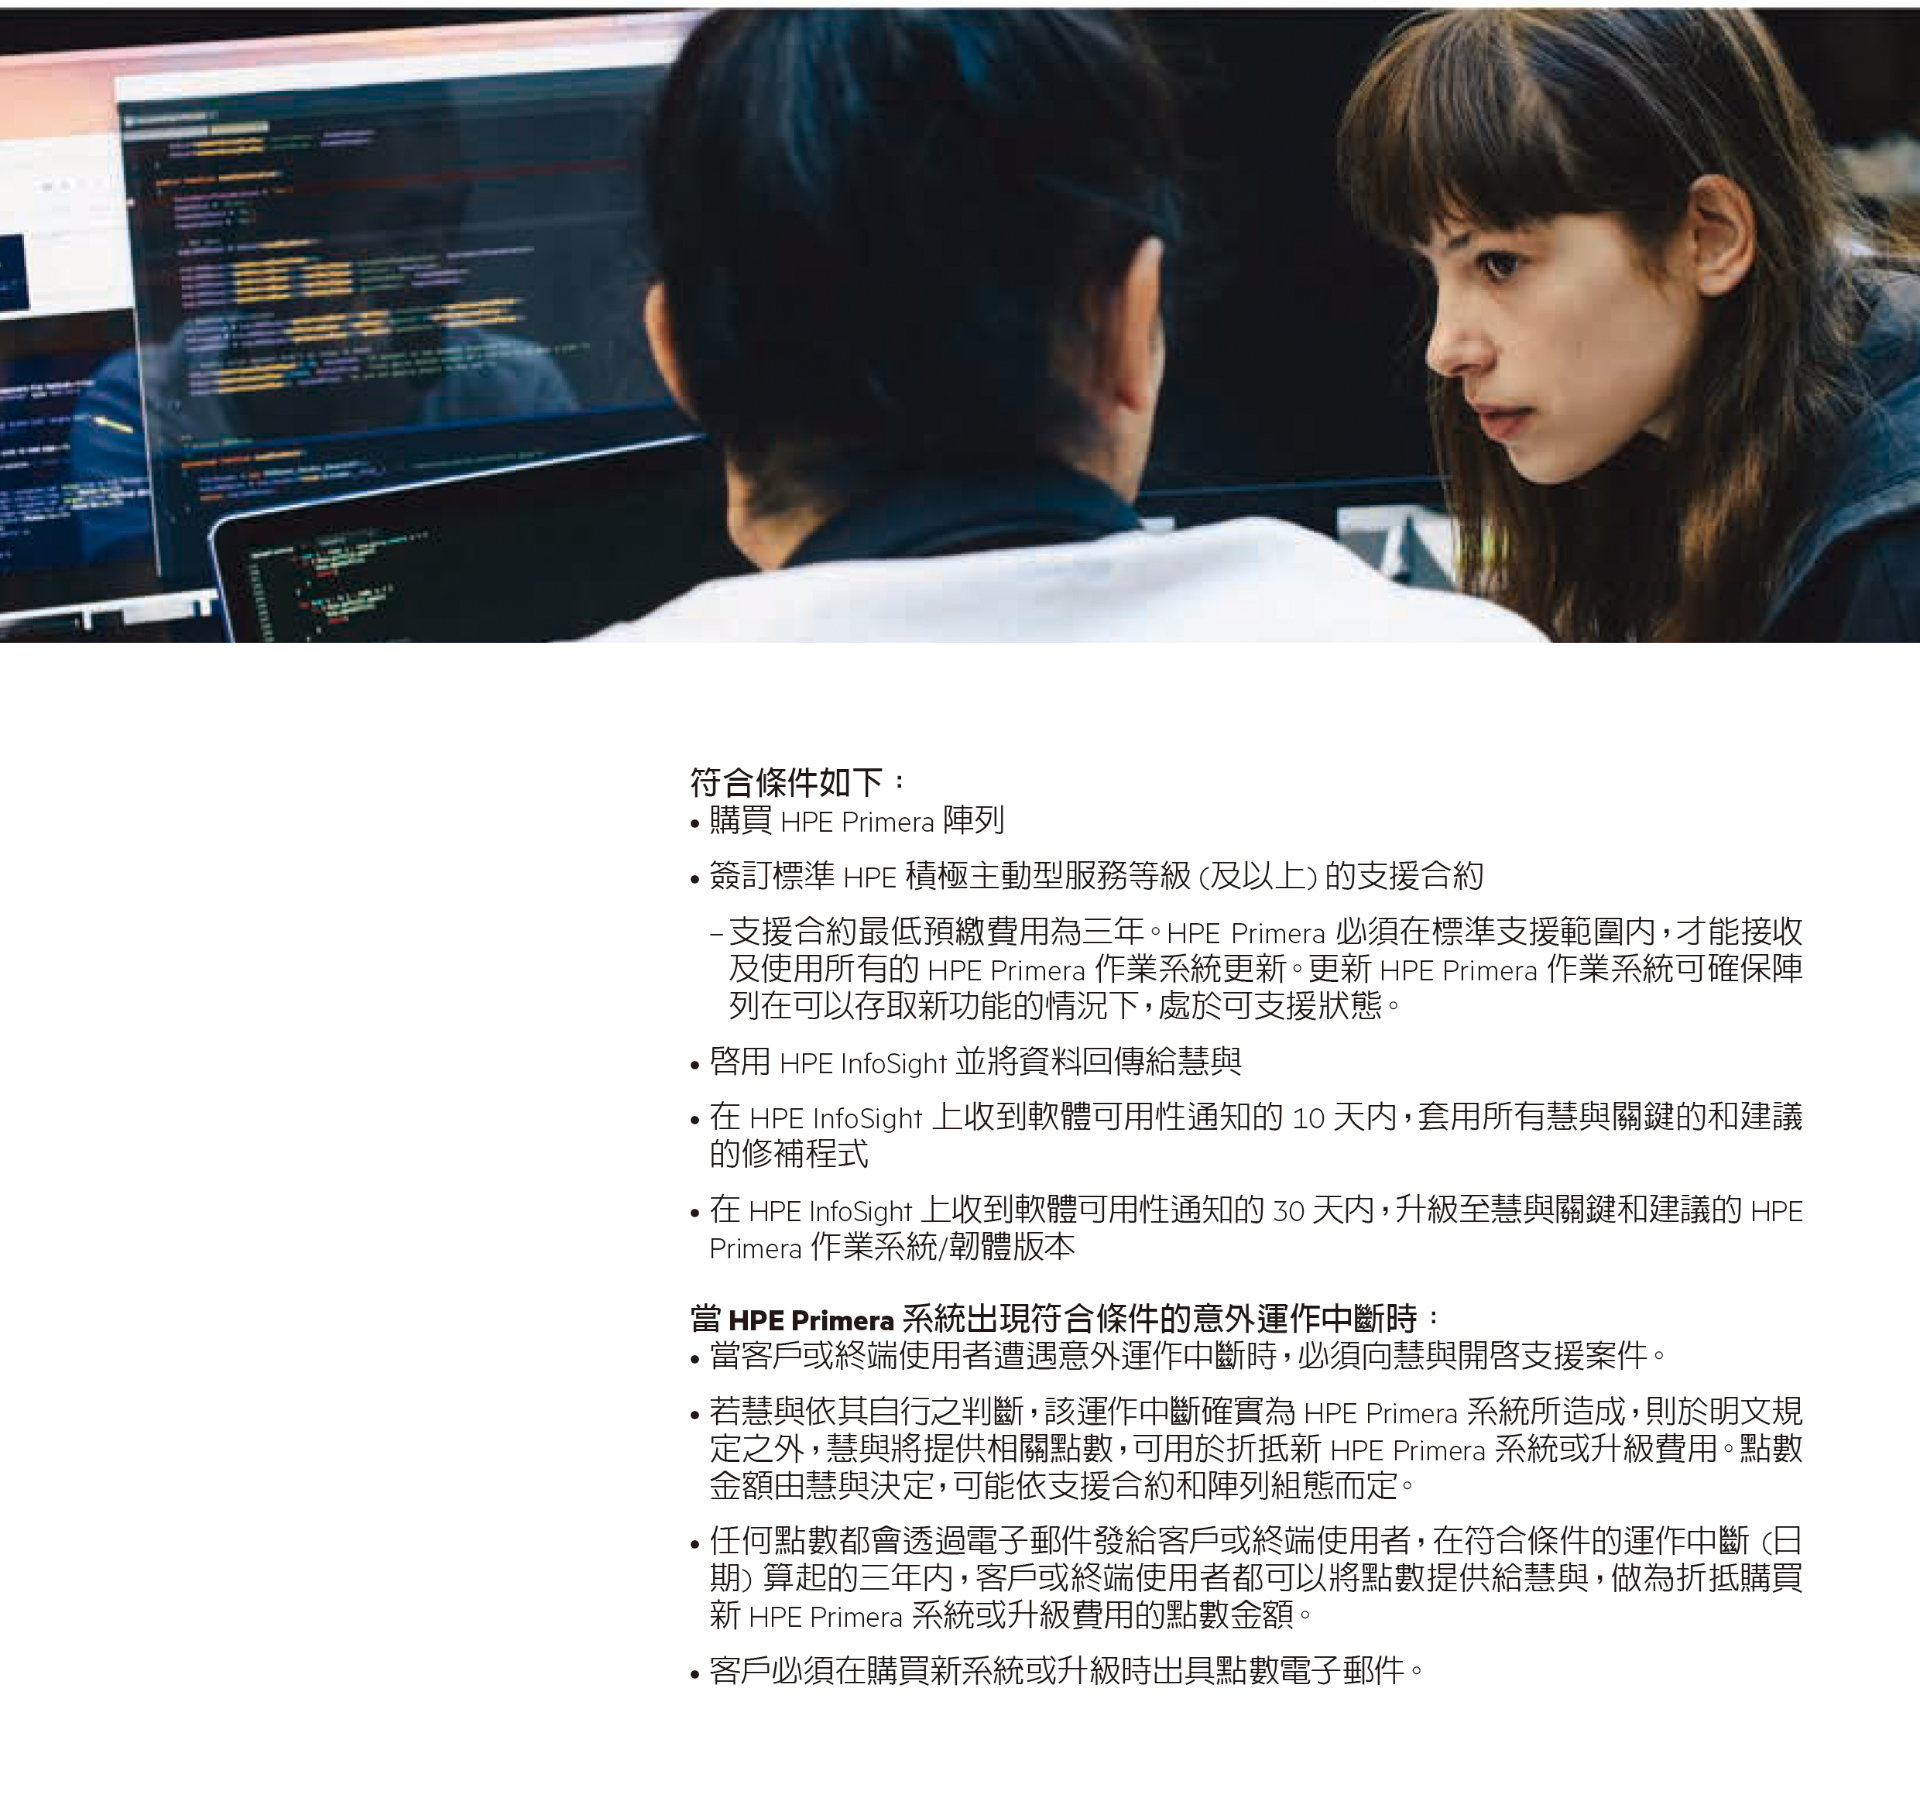 符合條件如下：
• 購買 HPE Primera 陣列
• 簽訂標準 HPE 積極主動型服務等級 (及以上) 的支援合約
– 支援合約最低預繳費用為三年。HPE Primera 必須在標準支援範圍內，才能接收
及使用所有的 HPE Primera 作業系統更新。更新 HPE Primera 作業系統可確保陣
列在可以存取新功能的情況下，處於可支援狀態。
• 啓用 HPE InfoSight 並將資料回傳給慧與
• 在 HPE InfoSight 上收到軟體可用性通知的 10 天內，套用所有慧與關鍵的和建議
的修補程式
• 在 HPE InfoSight 上收到軟體可用性通知的 30 天內，升級至慧與關鍵和建議的 HPE
Primera 作業系統/韌體版本
當 HPE Primera 系統出現符合條件的意外運作中斷時：
• 當客戶或終端使用者遭遇意外運作中斷時，必須向慧與開啓支援案件。
• 若慧與依其自行之判斷，該運作中斷確實為 HPE Primera 系統所造成，則於明文規
定之外，慧與將提供相關點數，可用於折抵新 HPE Primera 系統或升級費用。點數
金額由慧與決定，可能依支援合約和陣列組態而定。
• 任何點數都會透過電子郵件發給客戶或終端使用者，在符合條件的運作中斷 (日
期) 算起的三年內，客戶或終端使用者都可以將點數提供給慧與，做為折抵購買
新 HPE Primera 系統或升級費用的點數金額。
• 客戶必須在購買新系統或升級時出具點數電子郵件。